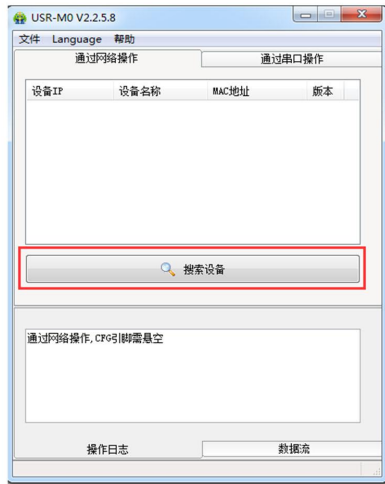 USR-M0 V2.2.5.8
文件 Language 帮助
通过网络操作 通过串口操作
设备IP 设备名称 MAC地址 版本
搜索设备
通过网络操作,CFG引脚需悬空
操作日志 数据流